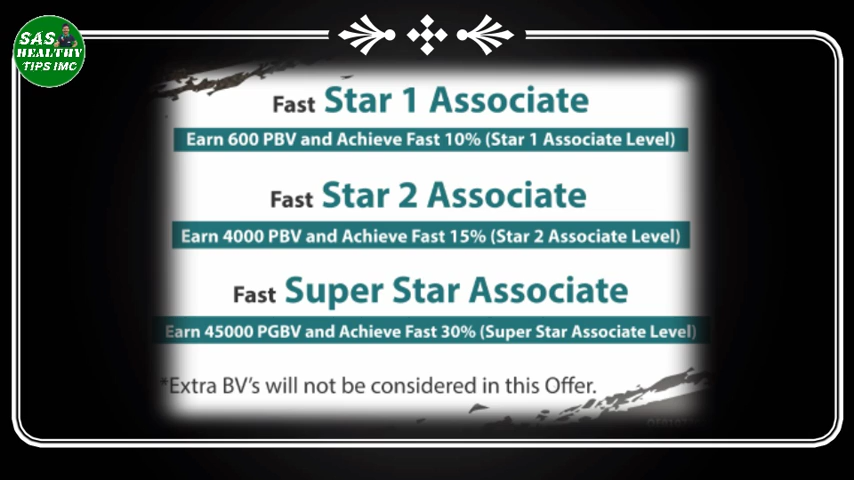 SAS
HEALTHY
TIPS IMC
Fast Star 1 Associate
Earn 600 PBV and Achieve Fast 10% (Star 1 Associate Level)
Fast Star 2 Associate
Earn 4000 PBV and Achieve Fast 15% (Star 2 Associate Level)
Fast Super Star Associate
Earn 45000 PGBV and Achieve Fast 30% (Super Star Associate Level)
*Extra BV's will not be considered in this Offer.